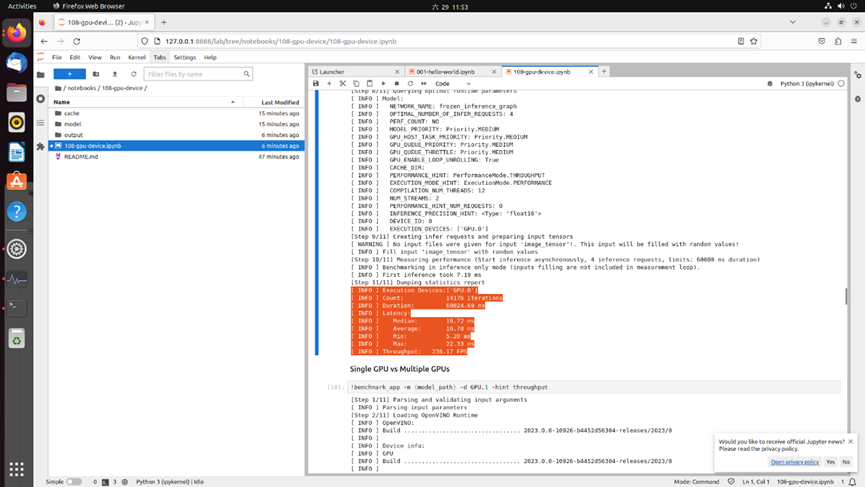 Activities
Firefox Web Browser
六 29 11:53
108-gpu-devi… (2) - Jupyter
127.0.0.1:8888/lab/tree/notebooks/108-gpu-device/108-gpu-device.ipynb
File Edit View Run Kernel Tabs Settings Help
Filter files by name
/ notebooks / 108-gpu-device /
Name Last Modified
cache 15 minutes ago
model 15 minutes ago
output 6 minutes ago
108-gpu-device.ipynb 6 minutes ago
README.md 47 minutes ago
Launcher
001-hello-world.ipynb
108-gpu-device.ipynb
Code
Python 3 (ipykernel)
[Step 8/11] Querying optimal runtime parameters
[ INFO ] Model:
[ INFO ] NETWORK_NAME: frozen_inference_graph
[ INFO ] OPTIMAL_NUMBER_OF_INFER_REQUESTS: 4
[ INFO ] PERF_COUNT: NO
[ INFO ] MODEL_PRIORITY: Priority.MEDIUM
[ INFO ] GPU_HOST_TASK_PRIORITY: Priority.MEDIUM
[ INFO ] GPU_QUEUE_PRIORITY: Priority.MEDIUM
[ INFO ] GPU_QUEUE_THROTTLE: Priority.MEDIUM
[ INFO ] GPU_ENABLE_LOOP_UNROLLING: True
[ INFO ] CACHE_DIR:
[ INFO ] PERFORMANCE_HINT: PerformanceMode.THROUGHPUT
[ INFO ] EXECUTION_MODE_HINT: ExecutionMode.PERFORMANCE
[ INFO ] COMPILATION_NUM_THREADS: 12
[ INFO ] NUM_STREAMS: 2
[ INFO ] PERFORMANCE_HINT_NUM_REQUESTS: 0
[ INFO ] INFERENCE_PRECISION_HINT: <Type: 'float16'>
[ INFO ] DEVICE_ID: 0
[ INFO ] EXECUTION_DEVICES: ['GPU.0']
[Step 9/11] Creating infer requests and preparing input tensors
[ WARNING ] No input files were given for input 'image_tensor'!. This input will be filled with random values!
[ INFO ] Fill input 'image_tensor' with random values
[Step 10/11] Measuring performance (Start inference asynchronously, 4 inference requests, limits: 60000 ms duration)
[ INFO ] Benchmarking in inference only mode (inputs filling are not included in measurement loop).
[ INFO ] First inference took 7.19 ms
[Step 11/11] Dumping statistics report
[ INFO ] Execution Devices:['GPU.0']
[ INFO ] Count: 14176 iterations
[ INFO ] Duration: 60024.69 ms
[ INFO ] Latency:
[ INFO ] Median: 16.72 ms
[ INFO ] Average: 16.78 ms
[ INFO ] Min: 5.20 ms
[ INFO ] Max: 22.33 ms
[ INFO ] Throughput: 236.17 FPS
Single GPU vs Multiple GPUs
[18]: !benchmark_app -m {model_path} -d GPU.1 -hint throughput
[Step 1/11] Parsing and validating input arguments
[ INFO ] Parsing input parameters
[Step 2/11] Loading OpenVINO Runtime
[ INFO ] OpenVINO:
[ INFO ] Build ................................. 2023.0.0-10926-b4452d56304-releases/2023/0
[ INFO ]
[ INFO ] Device info:
[ INFO ] GPU
[ INFO ] Build ................................. 2023.0.0-10926-b4452d56304-releases/2023/0
[ INFO ]
Would you like to receive official Jupyter news?
Please read the privacy policy.
Open privacy policy Yes No
Simple 0 3 Python 3 (ipykernel) | Idle
Mode: Command Ln 1, Col 1 108-gpu-device.ipynb 1